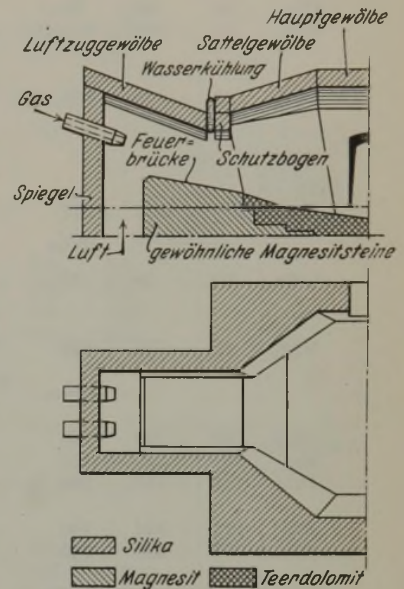 Hauptgewölbe
Luftzuggewölbe Sattelgewölbe
Wasserkühlung
Gas
Feuer=
brücke Schutzbogen
Spiegel
Luft gewöhnliche Magnesitsteine
Silika
Magnesit Teerdolomit